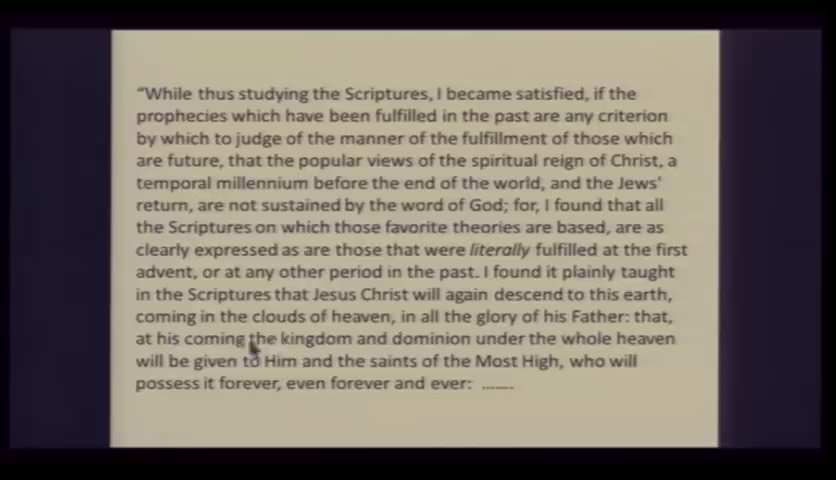 “While thus studying the Scriptures, I became satisfied, if the
prophecies which have been fulfilled in the past are any criterion
by which to judge of the manner of the fulfillment of those which
are future, that the popular views of the spiritual reign of Christ, a
temporal millennium before the end of the world, and the Jews’
return, are not sustained by the word of God; for, I found that all
the Scriptures on which those favorite theories are based, are as
clearly expressed as are those that were literally fulfilled at the first
advent, or at any other period in the past. I found it plainly taught
in the Scriptures that Jesus Christ will again descend to this earth,
coming in the clouds of heaven, in all the glory of his Father: that,
at his coming the kingdom and dominion under the whole heaven
will be given to Him and the saints of the Most High, who will
possess it forever, even forever and ever: .......